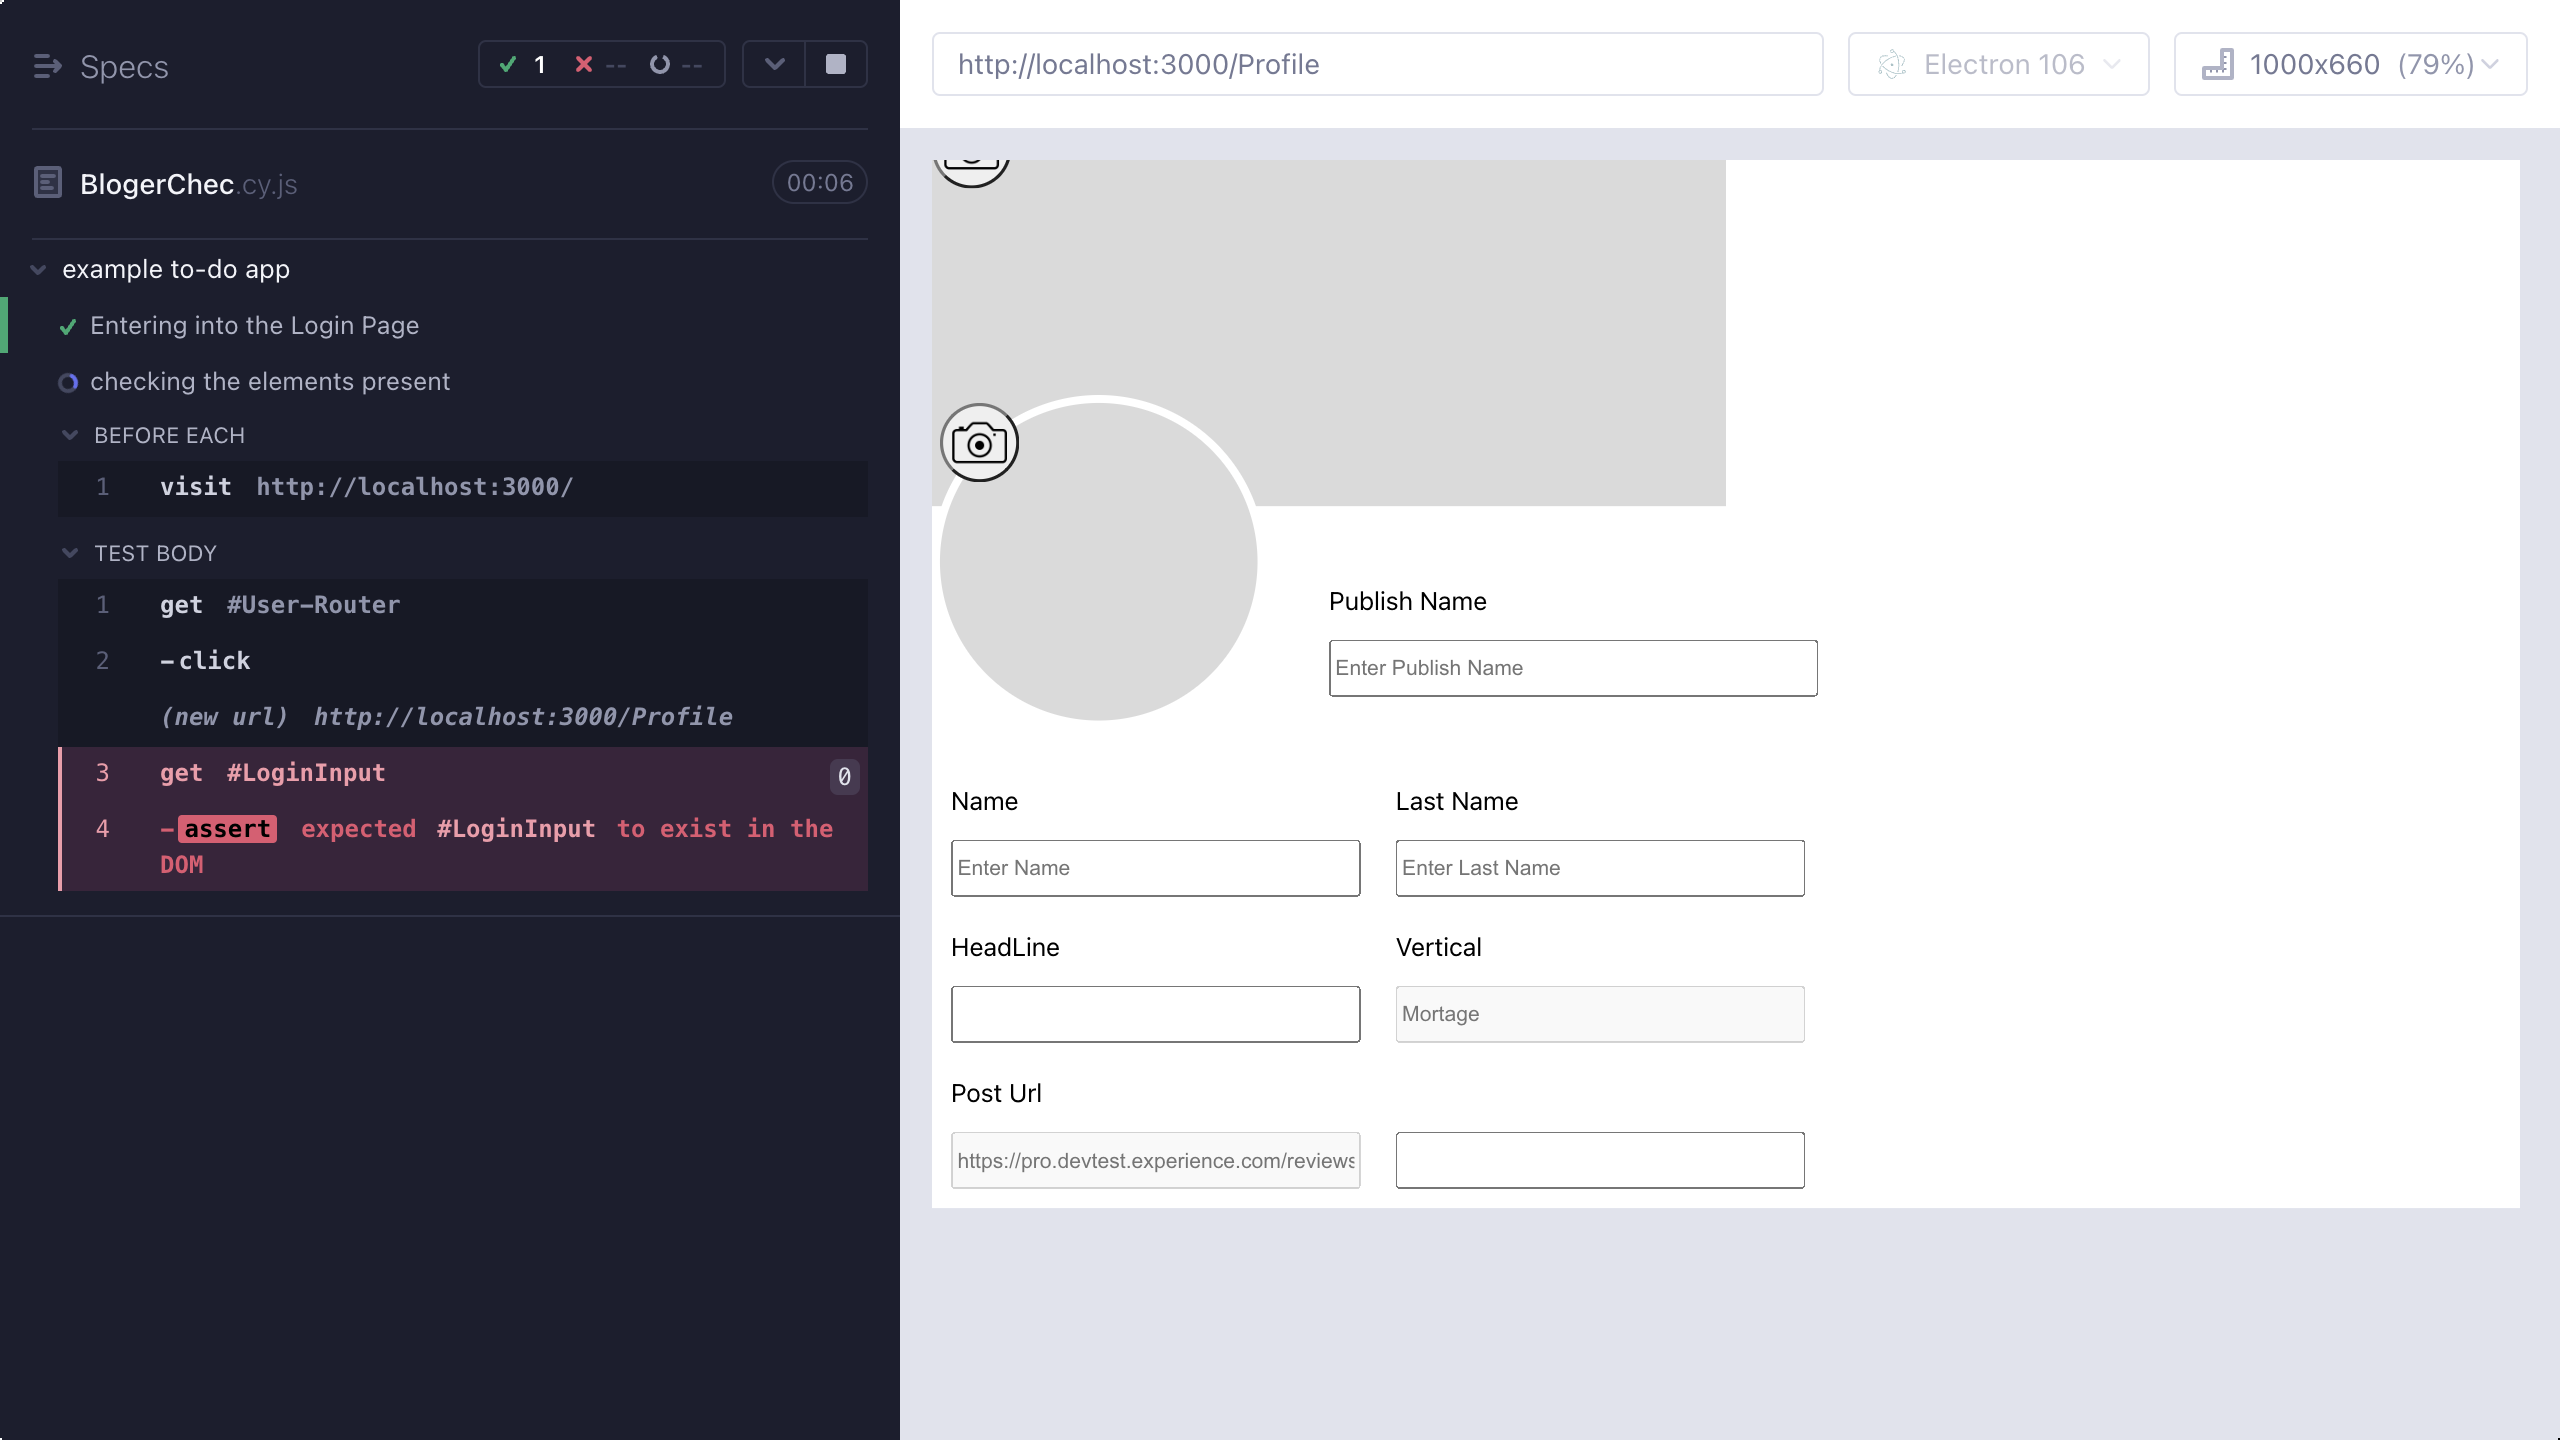 Specs
1
--
--
BlogerChec.cy.js
00:06
example to-do app
Entering into the Login Page
checking the elements present
BEFORE EACH
1 visit http://localhost:3000/
TEST BODY
1 get #User-Router
2 -click
(new url) http://localhost:3000/Profile
3 get #LoginInput 0
4 -assert expected #LoginInput to exist in the
DOM
http://localhost:3000/Profile
Electron 106
1000x660 (79%)
Publish Name
Enter Publish Name
Name
Last Name
Enter Name
Enter Last Name
HeadLine
Vertical
Mortage
Post Url
https://pro.devtest.experience.com/reviews